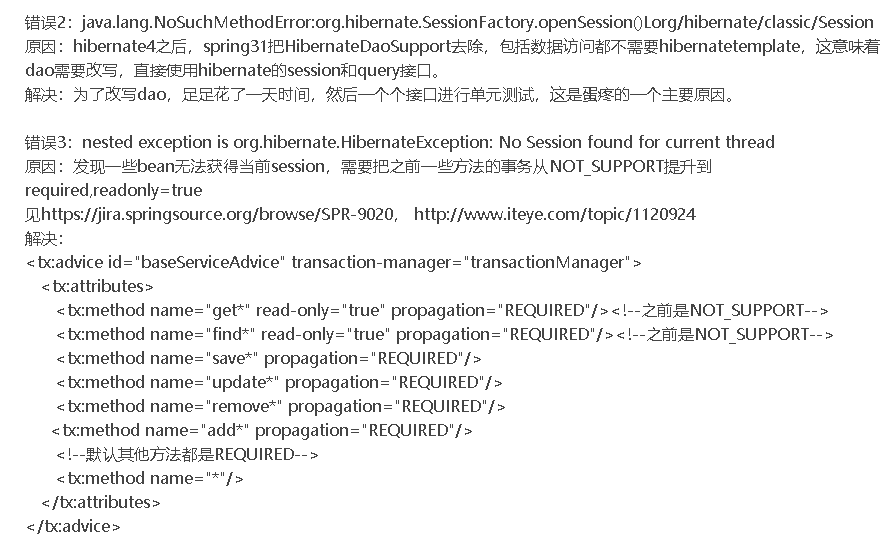 错误2：java.lang.NoSuchMethodError:org.hibernate.SessionFactory.openSession()Lorg/hibernate/classic/Session
原因：hibernate4之后，spring31把HibernateDaoSupport去除，包括数据访问都不需要hibernatetemplate，这意味着
dao需要改写，直接使用hibernate的session和query接口。
解决：为了改写dao，足足花了一天时间，然后一个个接口进行单元测试，这是蛋疼的一个主要原因。

错误3：nested exception is org.hibernate.HibernateException: No Session found for current thread
原因：发现一些bean无法获得当前session，需要把之前一些方法的事务从NOT_SUPPORT提升到
required,readonly=true
见https://jira.springsource.org/browse/SPR-9020， http://www.iteye.com/topic/1120924
解决：
<tx:advice id="baseServiceAdvice" transaction-manager="transactionManager">
<tx:attributes>
<tx:method name="get*" read-only="true" propagation="REQUIRED"/><!--之前是NOT_SUPPORT-->
<tx:method name="find*" read-only="true" propagation="REQUIRED"/><!--之前是NOT_SUPPORT-->
<tx:method name="save*" propagation="REQUIRED"/>
<tx:method name="update*" propagation="REQUIRED"/>
<tx:method name="remove*" propagation="REQUIRED"/>
<tx:method name="add*" propagation="REQUIRED"/>
<!--默认其他方法都是REQUIRED-->
<tx:method name="*"/>
</tx:attributes>
</tx:advice>